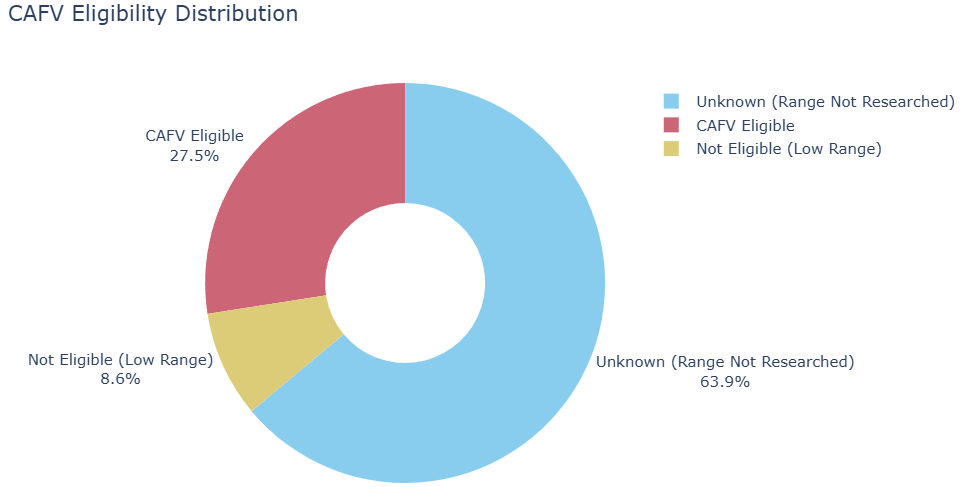 CAFV Eligibility Distribution
Unknown (Range Not Researched)
CAFV Eligible
Not Eligible (Low Range)
CAFV Eligible
27.5%
Not Eligible (Low Range)
8.6%
Unknown (Range Not Researched)
63.9%